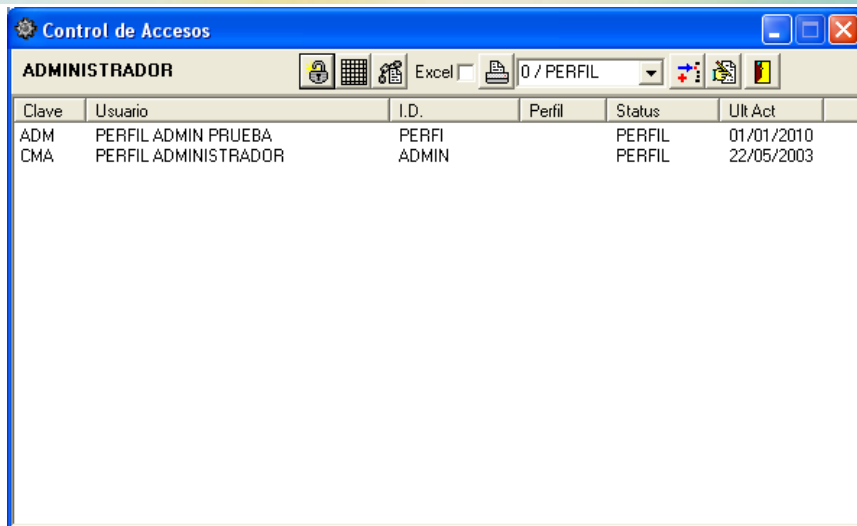 Control de Accesos
ADMINISTRADOR Excel 0 / PERFIL
Clave Usuario I.D. Perfil Status Ult Act
ADM PERFIL ADMIN PRUEBA PERFI PERFIL 01/01/2010
CMA PERFIL ADMINISTRADOR ADMIN PERFIL 22/05/2003